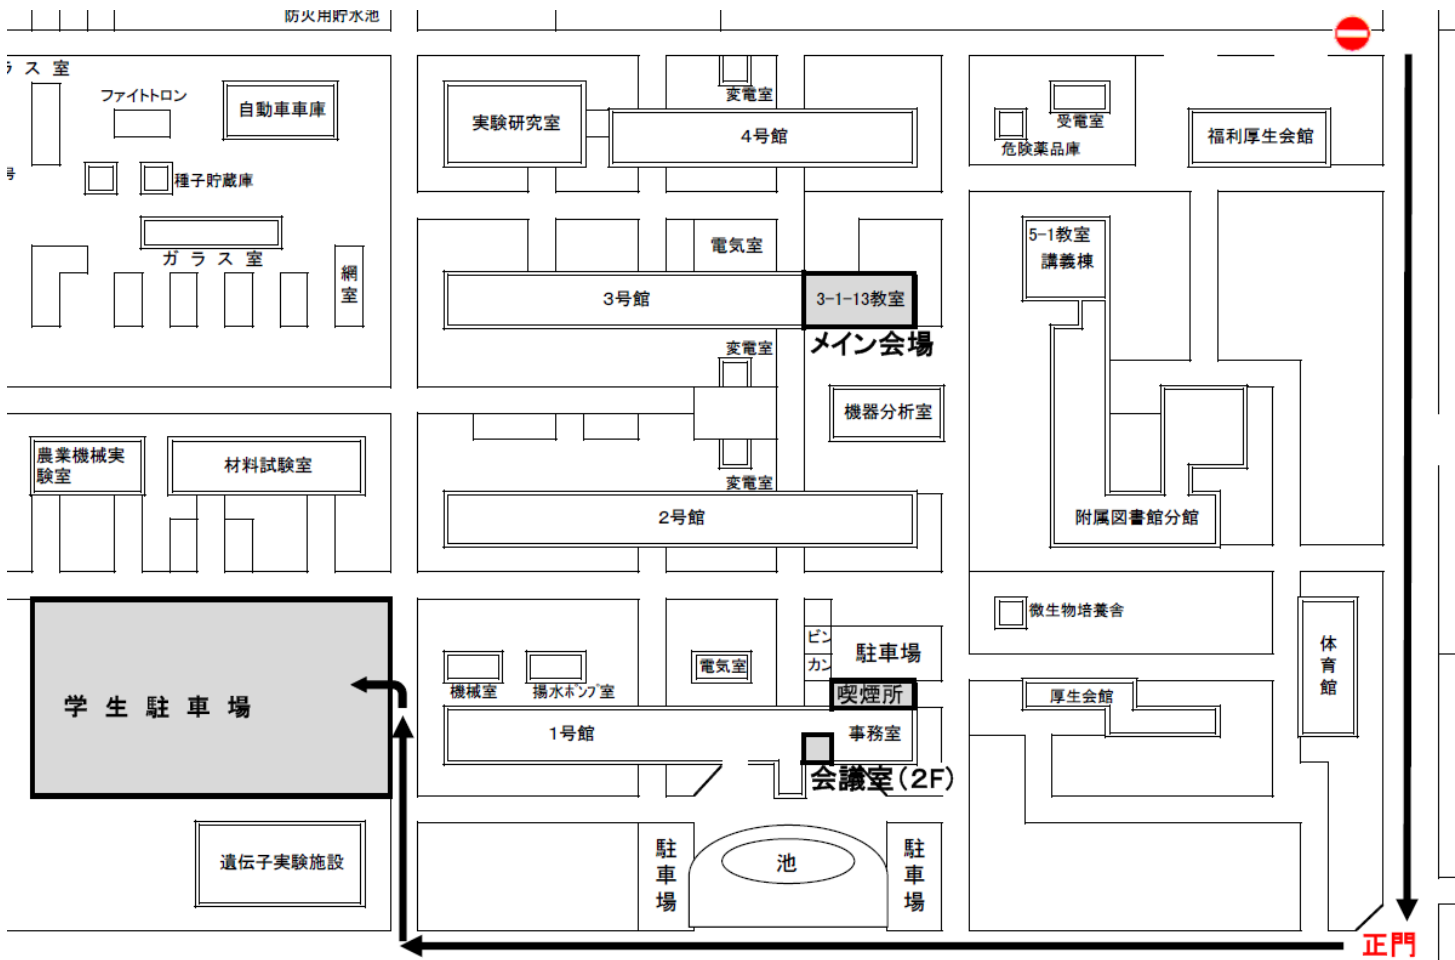 防火用貯水池
ラス室
ファイトトロン
自動車車庫
号
種子貯蔵庫
ガラス室
網室
実験研究室
変電室
4号館
受電室
危険薬品庫
福利厚生会館
電気室
5-1教室
講義棟
3号館
3-1-13教室
メイン会場
変電室
機器分析室
農業機械実
験室
材料試験室
変電室
2号館
附属図書館分館
微生物培養舎
体育館
学生駐車場
機械室
揚水ポンプ室
電気室
ビン
カン
駐車場
喫煙所
厚生会館
1号館
事務室
会議室(2F)
遺伝子実験施設
駐車場
池
駐車場
正門